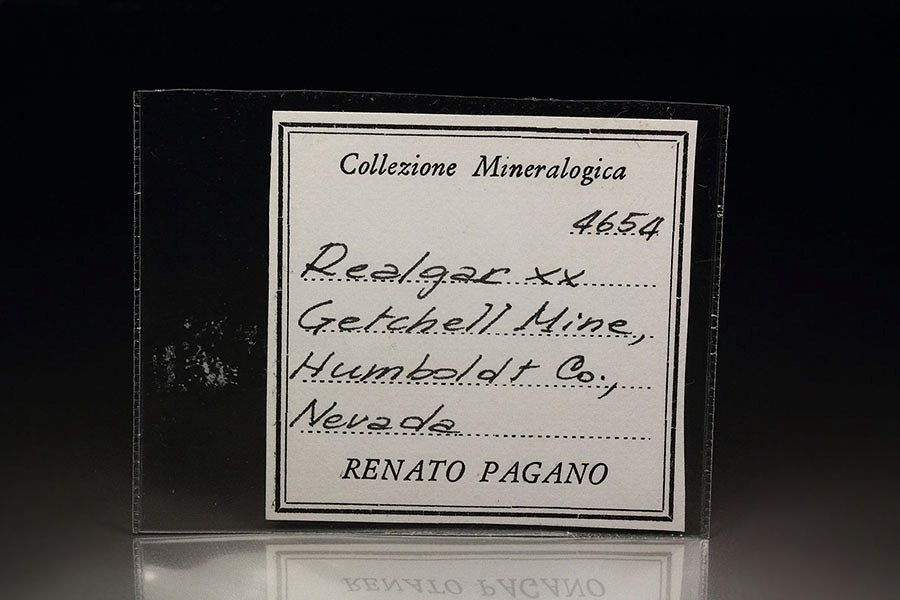 Collezione Mineralogica
4654
Realgar xx
Getchell Mine,
Humboldt Co.,
Nevada
RENATO PAGANO